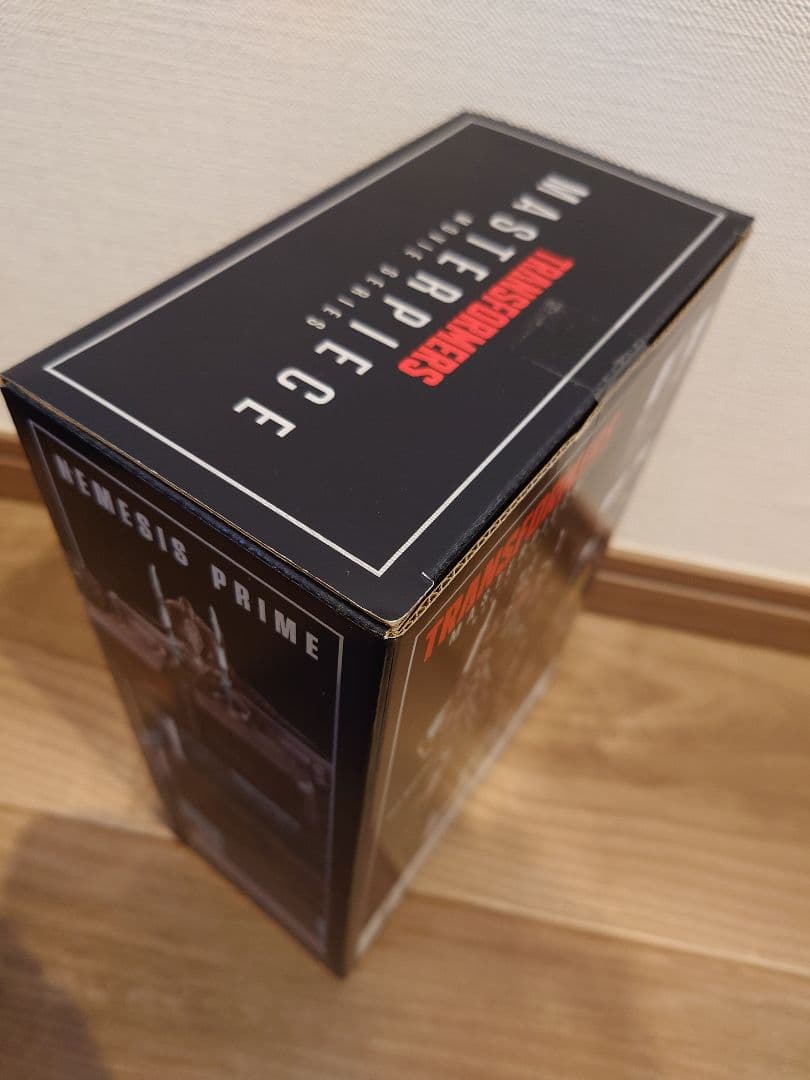 TRANSFORMERS
MASTERPIECE
MOVIE SERIES
NEMESIS PRIME
TRANSFORMERS